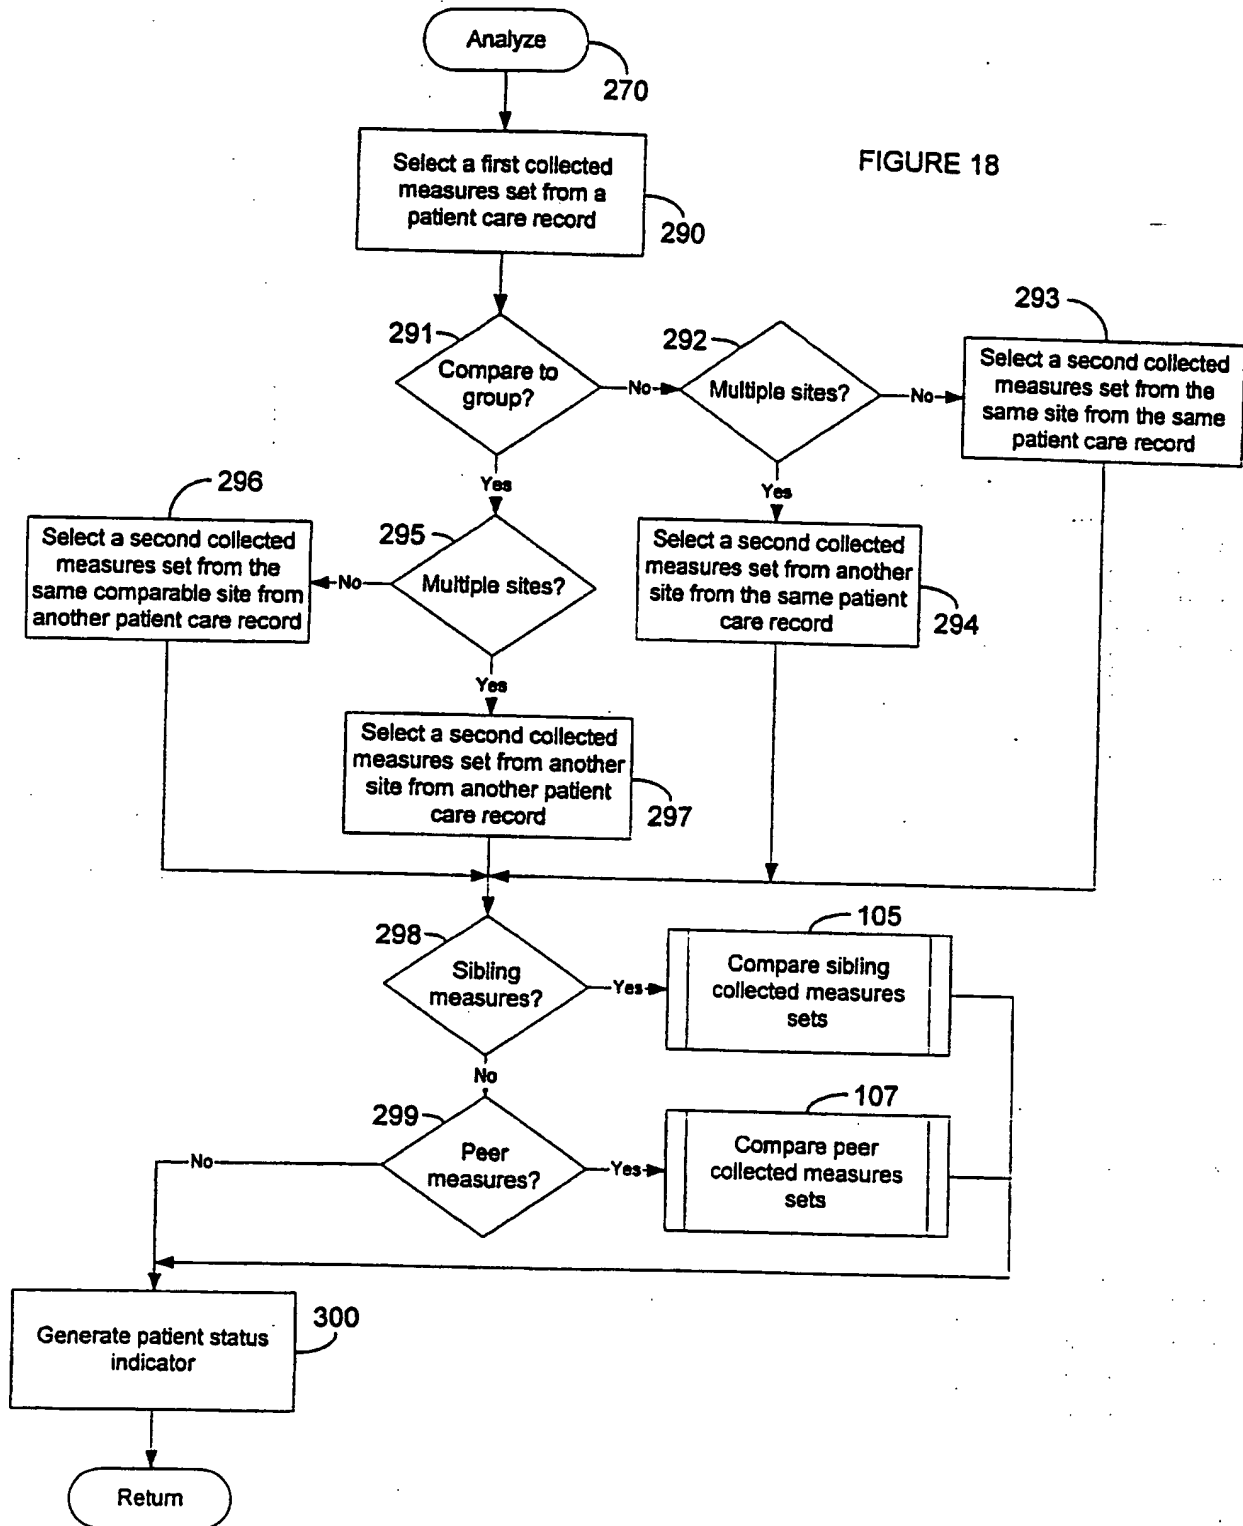 Analyze
270
FIGURE 18
Select a first collected
measures set from a
patient care record
290
291
Compare to
group?
No
292
Multiple sites?
No
293
Select a second collected
measures set from the
same site from the same
patient care record
Yes
Yes
296
Select a second collected
measures set from the
same comparable site from
another patient care record
No
295
Multiple sites?
Select a second collected
measures set from another
site from the same patient
care record
294
Yes
Select a second collected
measures set from another
site from another patient
care record
297
298
Sibling
measures?
Yes
105
Compare sibling
collected measures
sets
No
299
Peer
measures?
No
Yes
107
Compare peer
collected measures
sets
Generate patient status
indicator
300
Return